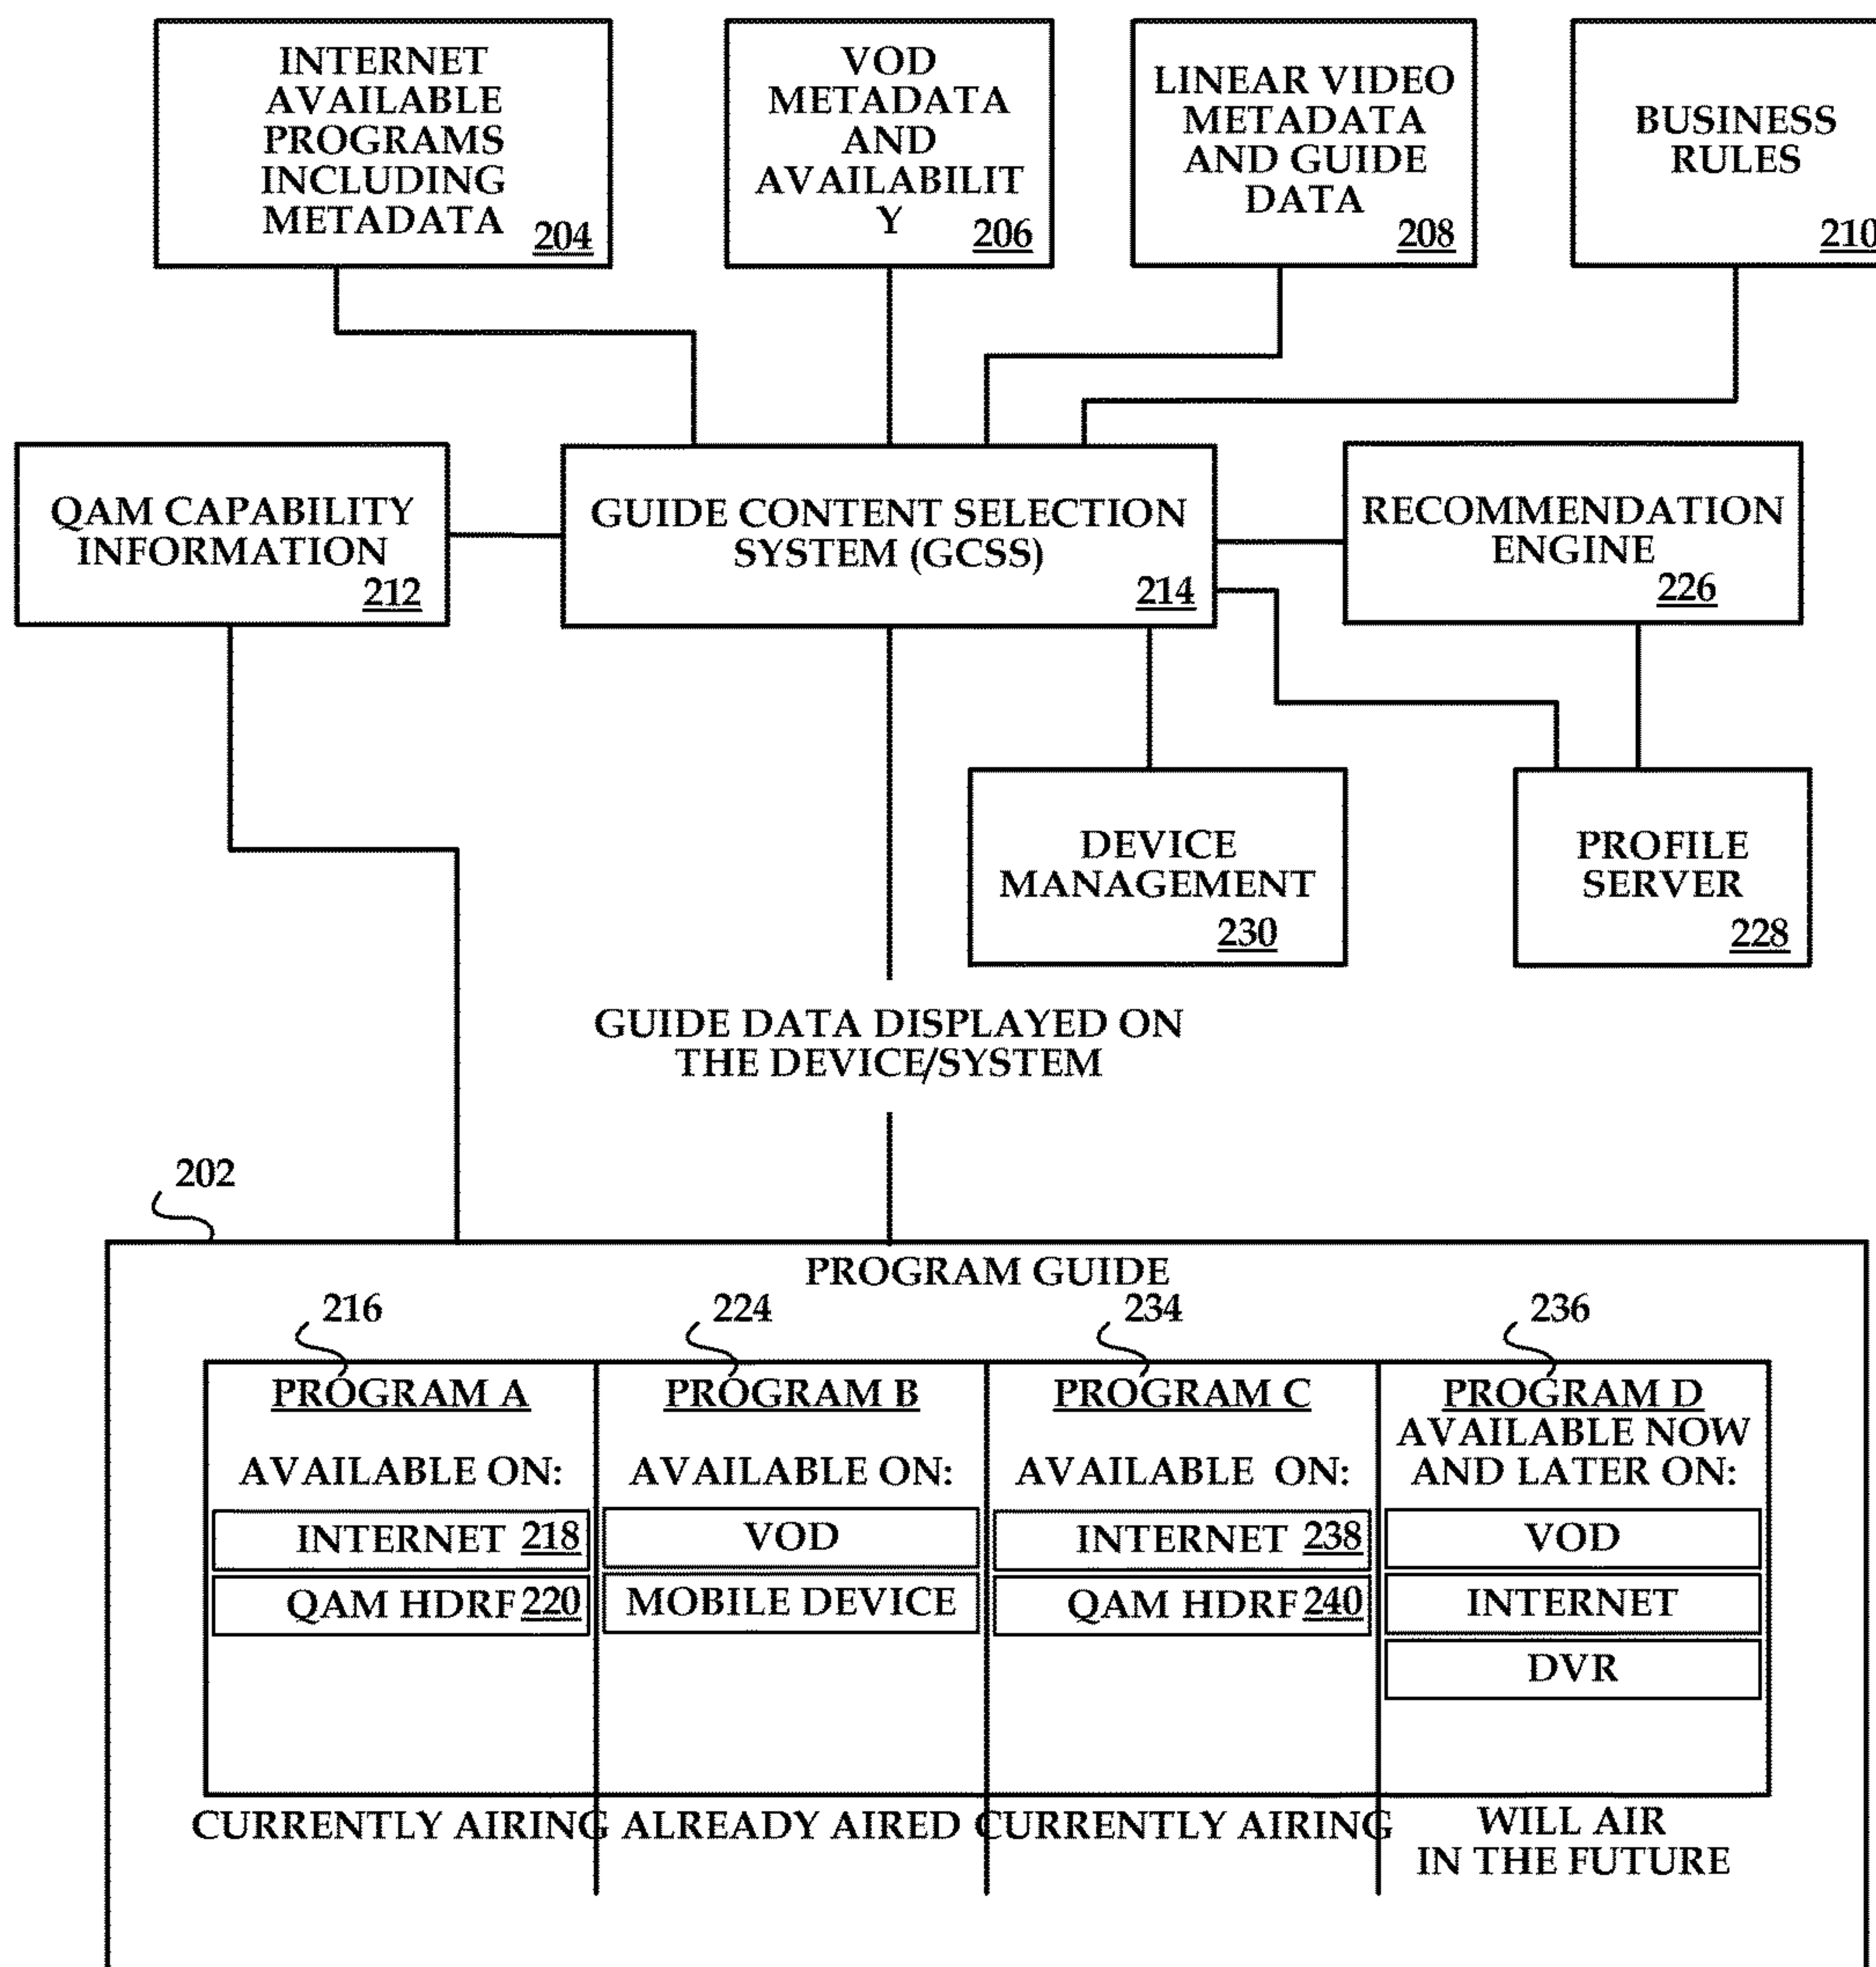 INTERNET
AVAILABLE
PROGRAMS
INCLUDING
METADATA
204
VOD
METADATA
AND
AVAILABILIT
Y
206
LINEAR VIDEO
METADATA
AND GUIDE
DATA
208
BUSINESS
RULES
210
QAM CAPABILITY
INFORMATION
212
GUIDE CONTENT SELECTION
SYSTEM (GCSS)
214
RECOMMENDATION
ENGINE
226
DEVICE
MANAGEMENT
230
PROFILE
SERVER
228
GUIDE DATA DISPLAYED ON
THE DEVICE/SYSTEM
202
PROGRAM GUIDE
216
224
234
236
PROGRAM A
AVAILABLE ON:
INTERNET 218
QAM HDRF 220
CURRENTLY AIRING
PROGRAM B
AVAILABLE ON:
VOD
MOBILE DEVICE
ALREADY AIRED
PROGRAM C
AVAILABLE ON:
INTERNET 238
QAM HDRF 240
CURRENTLY AIRING
PROGRAM D
AVAILABLE NOW
AND LATER ON:
VOD
INTERNET
DVR
WILL AIR
IN THE FUTURE